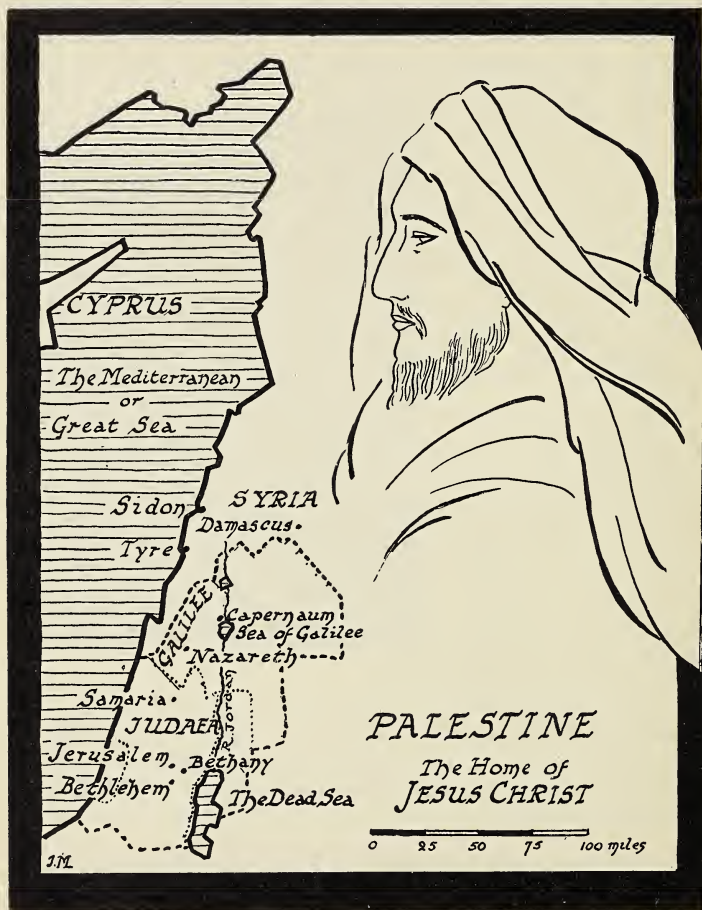 CYPRUS
The Mediterranean
or
Great Sea
Sidon
SYRIA
Damascus
Tyre
GALILEE
Capernaum
Sea of Galilee
Nazareth
Samaria
R. Jordan
JUDAEA
Jerusalem
Bethany
Bethlehem
The Dead Sea
PALESTINE
The Home of
JESUS CHRIST
0 25 50 75 100 miles
J.M.